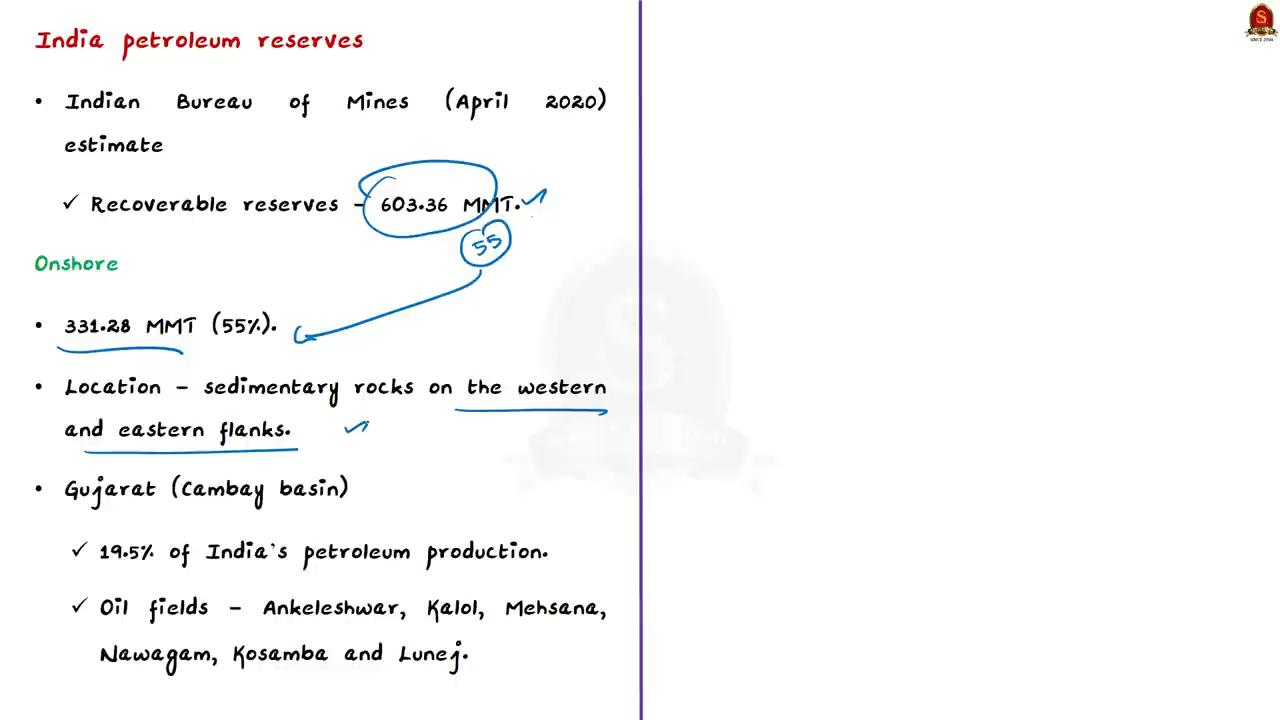 India petroleum reserves
• Indian Bureau of Mines (April 2020)
estimate
✓ Recoverable reserves – 603.36 MMT.
55
Onshore
• 331.28 MMT (55%).
• Location – sedimentary rocks on the western
and eastern flanks.
• Gujarat (Cambay basin)
✓ 19.5% of India's petroleum production.
✓ Oil fields – Ankeleshwar, Kalol, Mehsana,
Nawagam, Kosamba and Lunej.
S
SINCE 2004